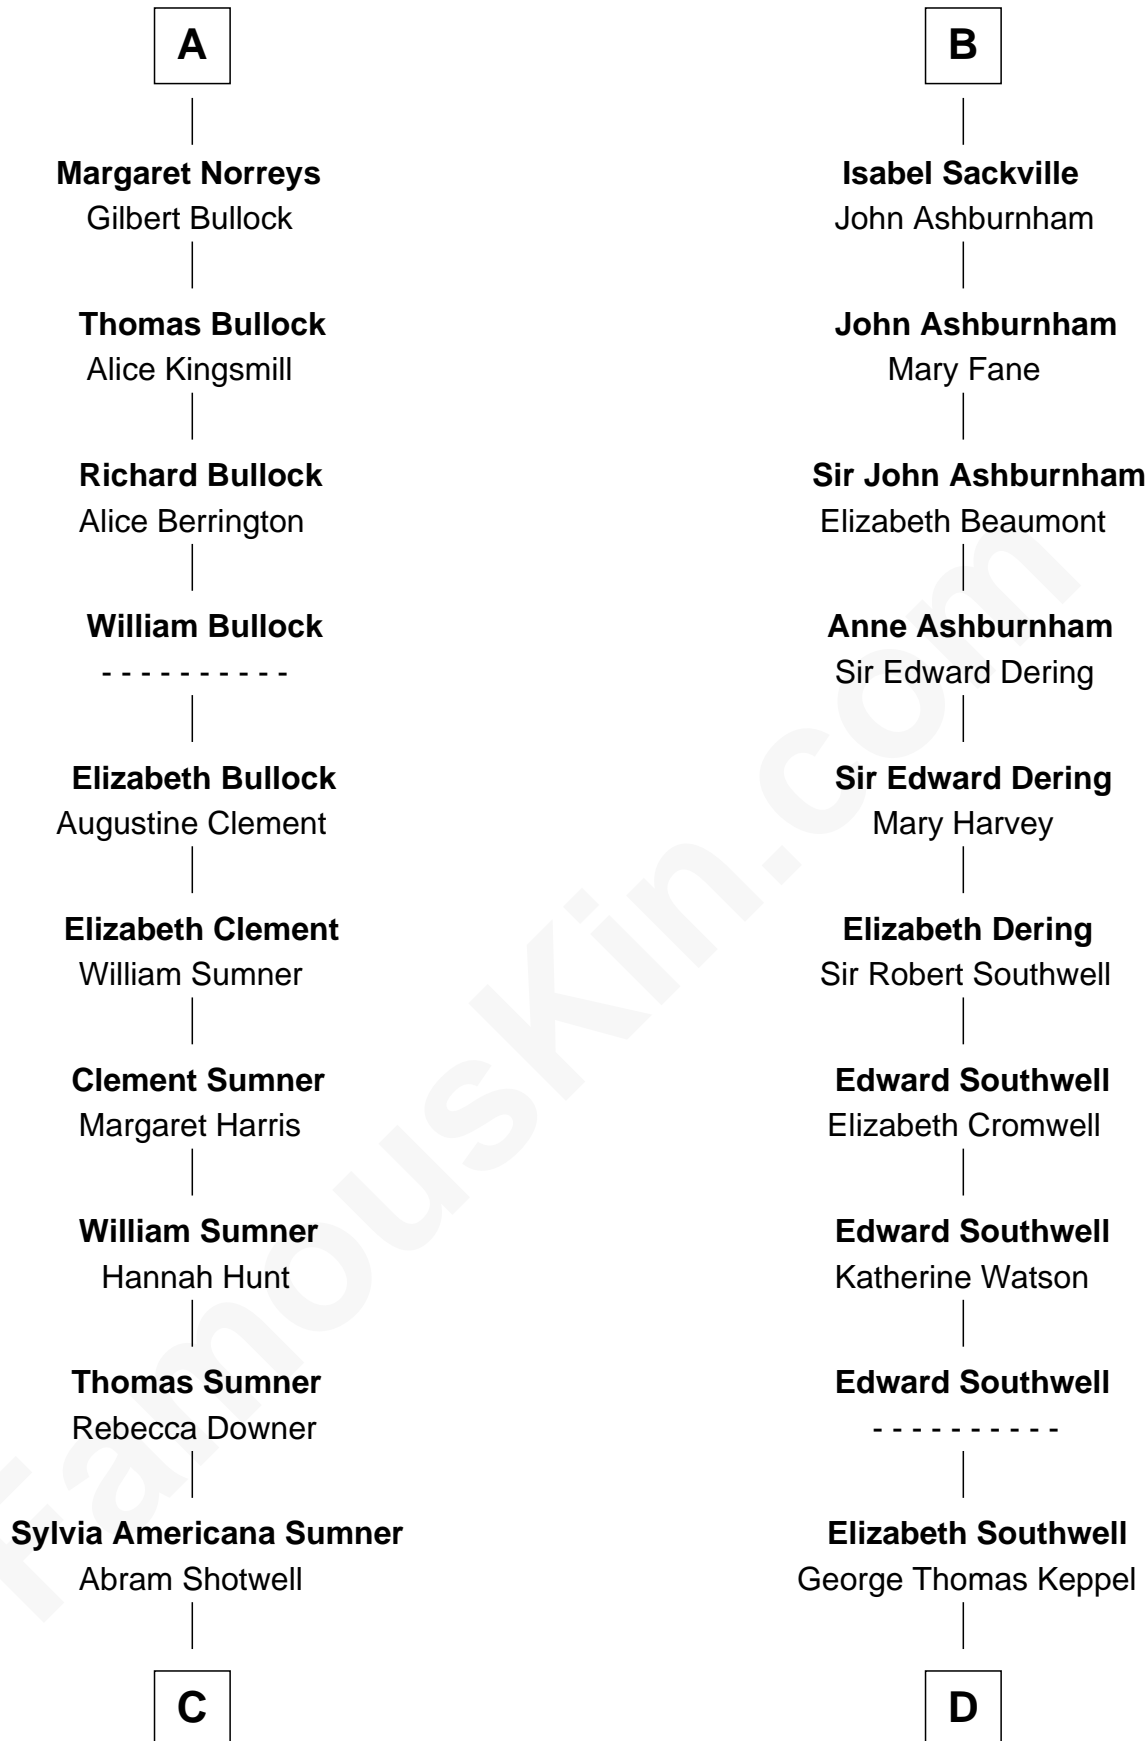 A
Margaret Norreys
Gilbert Bullock
Thomas Bullock
Alice Kingsmill
Richard Bullock
Alice Berrington
William Bullock
- - - - - - - - - -
Elizabeth Bullock
Augustine Clement
Elizabeth Clement
William Sumner
Clement Sumner
Margaret Harris
William Sumner
Hannah Hunt
Thomas Sumner
Rebecca Downer
Sylvia Americana Sumner
Abram Shotwell
C
B
Isabel Sackville
John Ashburnham
John Ashburnham
Mary Fane
Sir John Ashburnham
Elizabeth Beaumont
Anne Ashburnham
Sir Edward Dering
Sir Edward Dering
Mary Harvey
Elizabeth Dering
Sir Robert Southwell
Edward Southwell
Elizabeth Cromwell
Edward Southwell
Katherine Watson
Edward Southwell
- - - - - - - - - -
Elizabeth Southwell
George Thomas Keppel
D
FamousKin.com